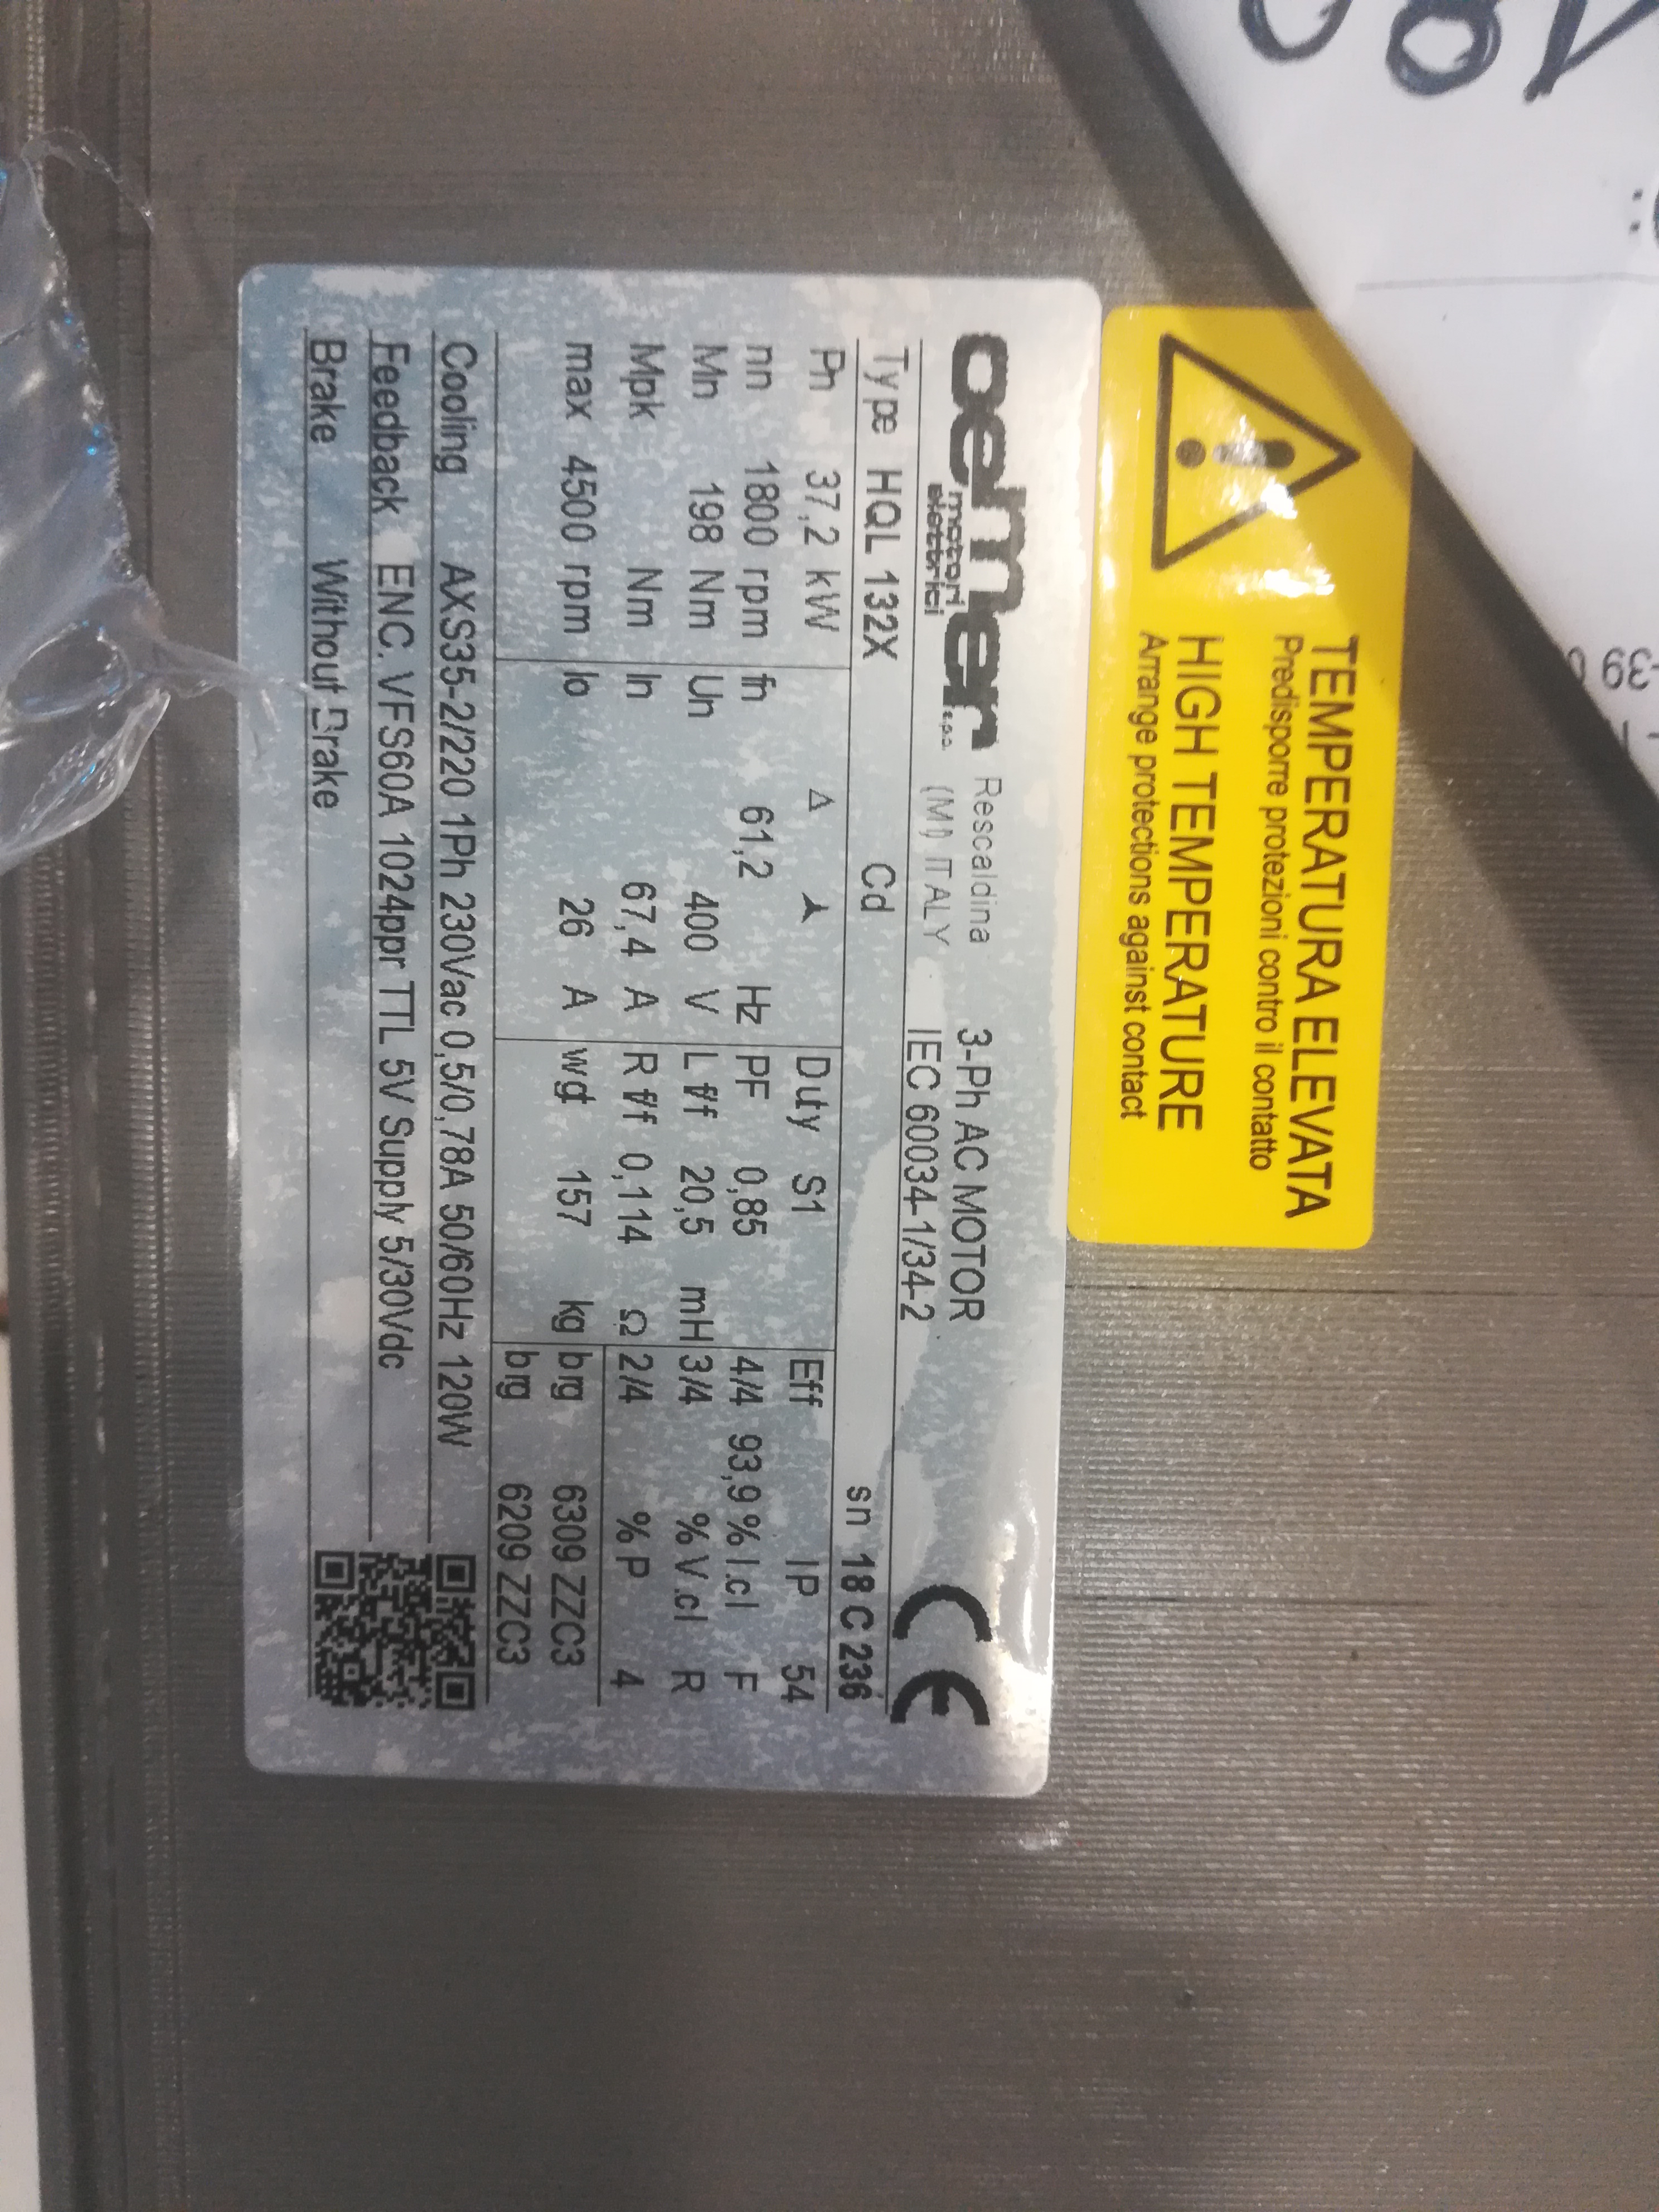 TEMPERATURA ELEVATA
Predisporre protezioni contro il contatto
HIGH TEMPERATURE
Arrange protections against contact
oemer s.p.a. Rescaldina 3-Ph AC MOTOR
motori elettrici (MI) ITALY IEC 60034-1/34-2 CE
Type HQL 132X Cd sn 18 C 236
Pn 37,2 kW Δ Duty S1 Eff IP 54
nn 1800 rpm fn 61,2 Hz PF 0,85 4/4 93,9 % I.cl F
Mn 198 Nm Un 400 V L f/f 20,5 mH 3/4 % V.cl R
Mpk Nm In 67,4 A R f/f 0,114 Ω 2/4 % P 4
max 4500 rpm Io 26 A wgt 157 kg brg 6309 ZZC3
brg 6209 ZZC3
Cooling AXS35-2/220 1Ph 230Vac 0,5/0,78A 50/60Hz 120W
Feedback ENC. VFS60A 1024ppr TTL 5V Supply 5/30Vdc
Brake Without Brake